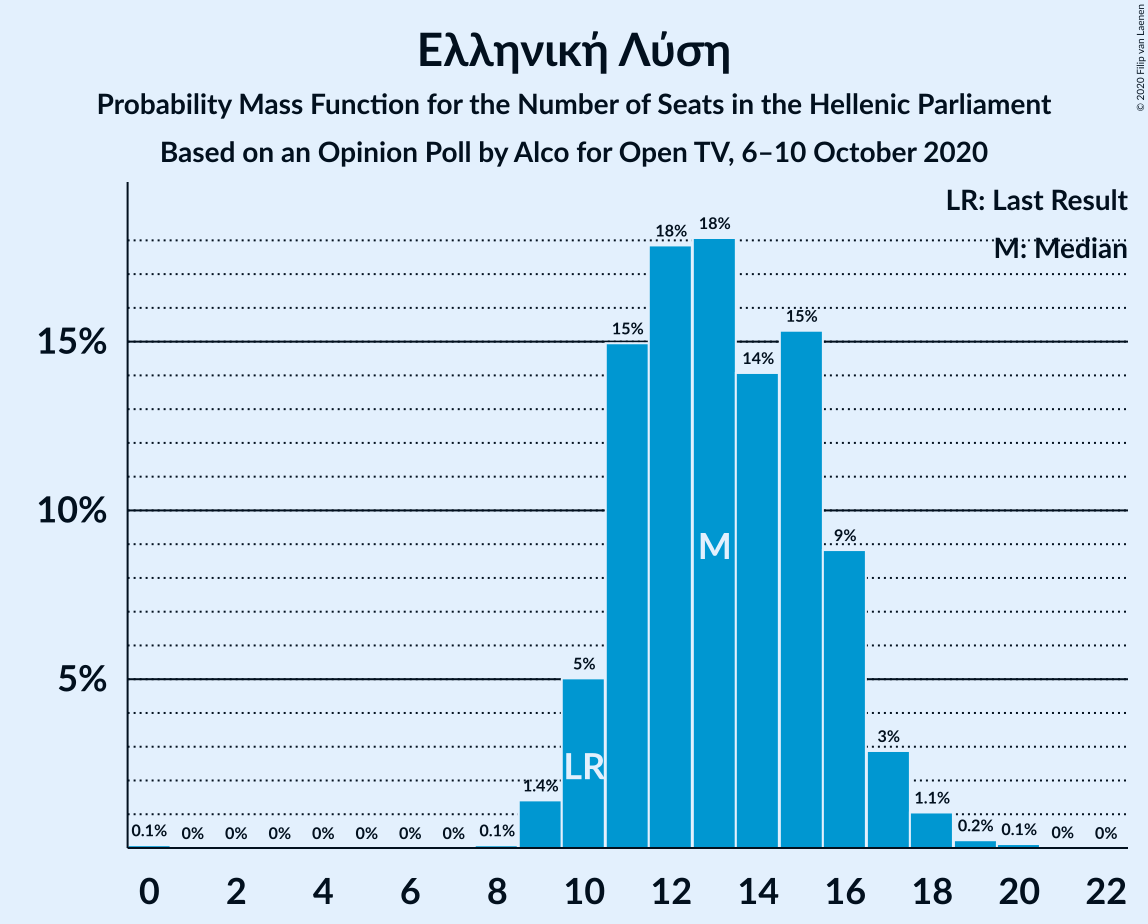 Ελληνική Λύση
Probability Mass Function for the Number of Seats in the Hellenic Parliament
Based on an Opinion Poll by Alco for Open TV, 6–10 October 2020
© 2020 Filip van Laenen
LR: Last Result
M: Median
18%
18%
15%
15%
14%
15%
10%
9%
M
5%
5%
3%
LR
1.4%
1.1%
0.1%
0%
0%
0%
0%
0%
0%
0%
0.1%
0.2%
0.1%
0%
0%
0 2 4 6 8 10 12 14 16 18 20 22